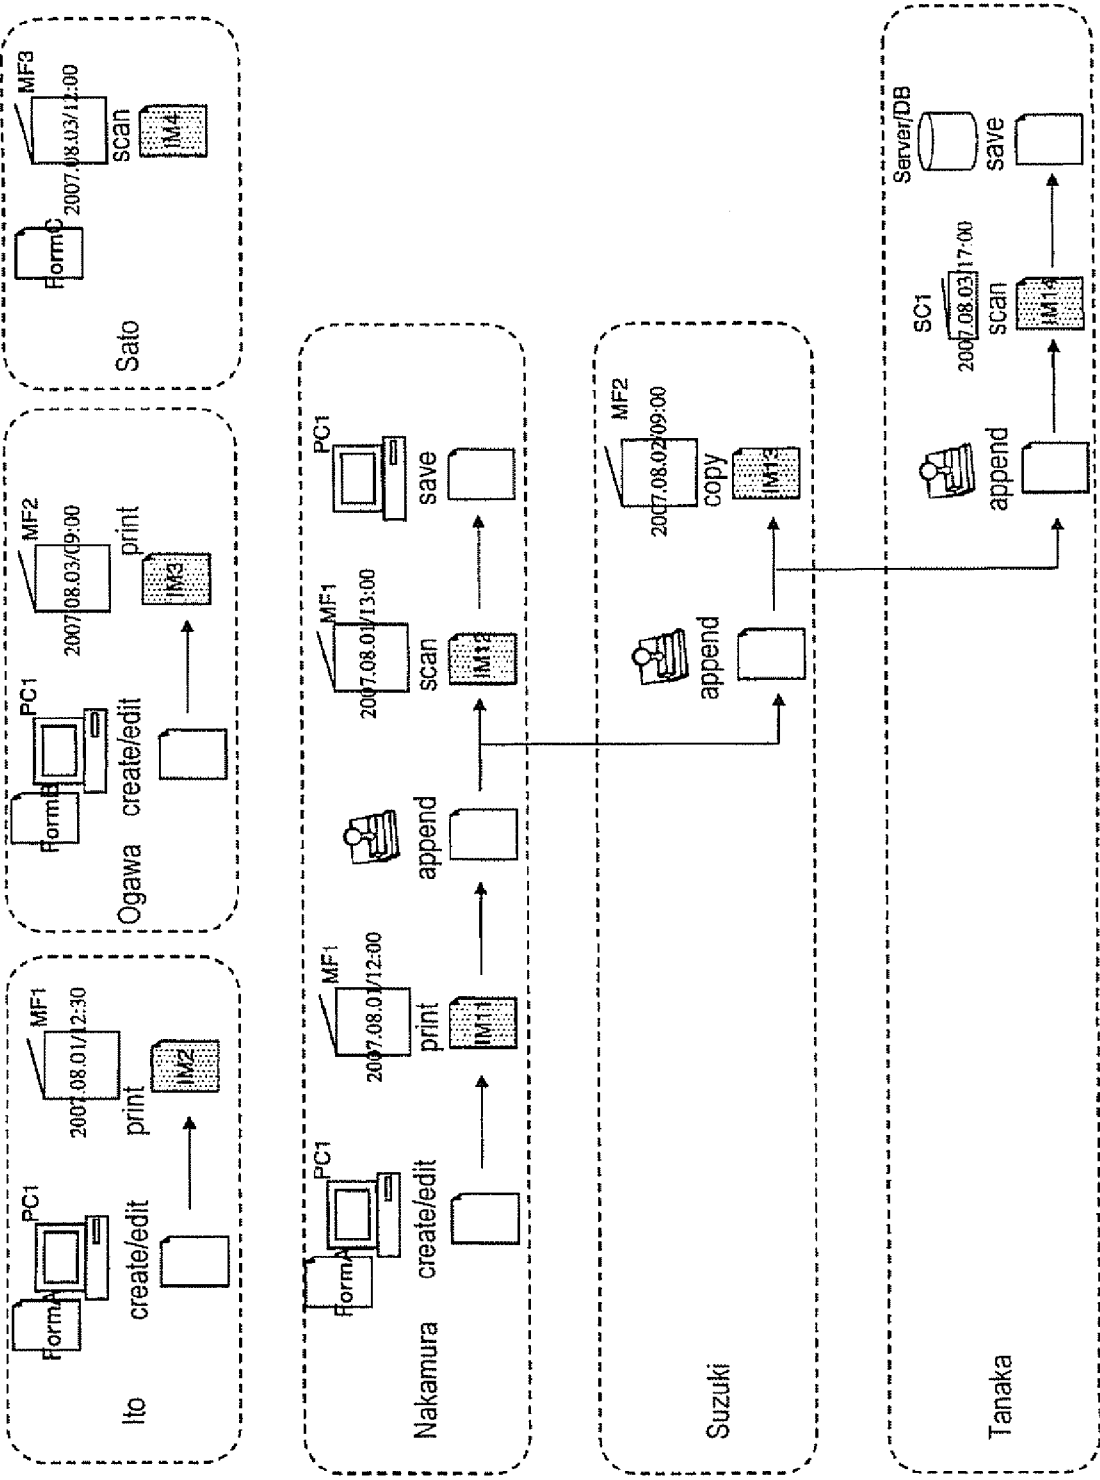 Ito
FormA
PC1
create/edit
MF1
2007.08.01/12:30
print
IM2
Ogawa
FormB
PC1
create/edit
MF2
2007.08.03/09:00
print
IM3
Sato
FormC
MF3
2007.08.03/12:00
scan
IM4
Nakamura
FormA
PC1
create/edit
MF1
2007.08.01/12:00
print
IM11
append
MF1
2007.08.01/13:00
scan
IM12
PC1
save
Suzuki
append
MF2
2007.08.02/09:00
copy
IM13
Tanaka
append
SC1
2007.08.03/17:00
scan
IM14
Server/DB
save